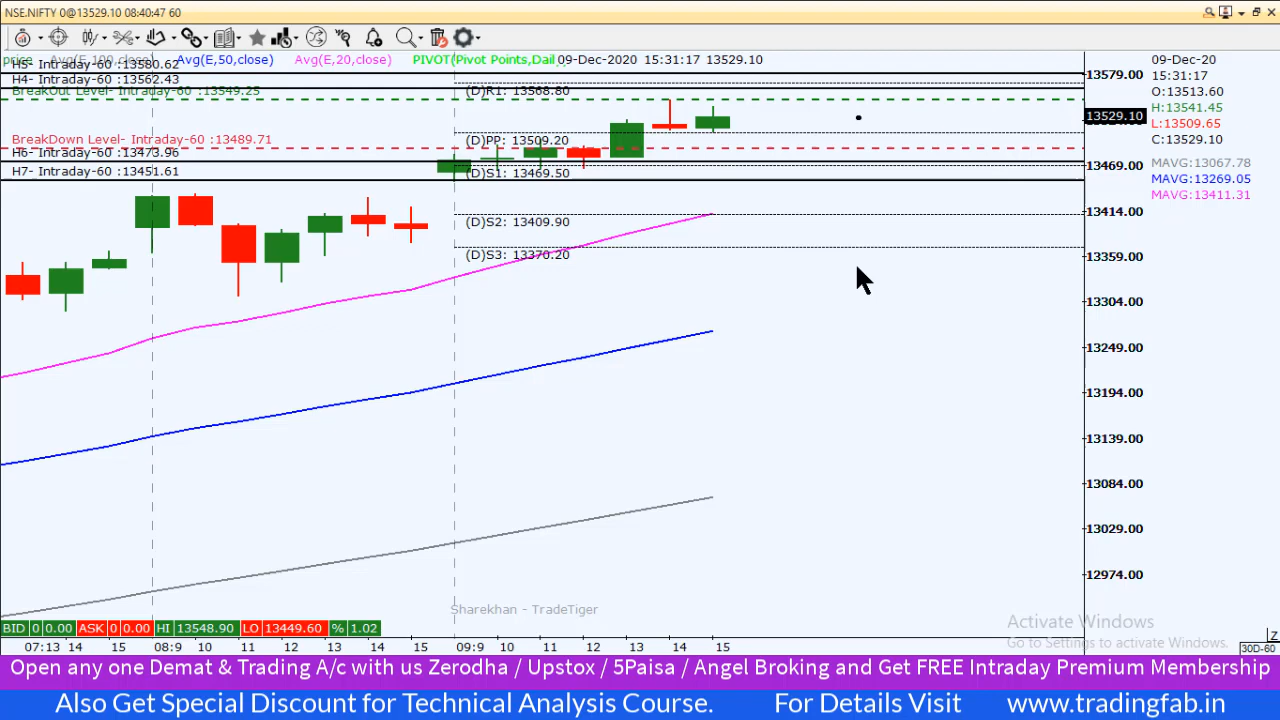 NSE.NIFTY 0@13529.10 08:40:47 60
price Avg(E,100,close) Avg(E,50,close) Avg(E,20,close) PIVOT(Pivot Points,Dail 09-Dec-2020 15:31:17 13529.10
H5- Intraday-60 :13580.62
H4- Intraday-60 :13562.43
BreakOut Level- Intraday-60 :13549.25
(D)R1: 13568.80
BreakDown Level- Intraday-60 :13489.71
(D)PP: 13509.20
H6- Intraday-60 :13473.96
H7- Intraday-60 :13451.61
(D)S1: 13469.50
(D)S2: 13409.90
(D)S3: 13370.20
13579.00
13529.10
13469.00
13414.00
13359.00
13304.00
13249.00
13194.00
13139.00
13084.00
13029.00
12974.00
09-Dec-20
15:31:17
O:13513.60
H:13541.45
L:13509.65
C:13529.10
MAVG:13067.78
MAVG:13269.05
MAVG:13411.31
Sharekhan - TradeTiger
Activate Windows
Go to Settings to activate Windows.
BID 0 0.00 ASK 0 0.00 HI 13548.90 LO 13449.60 % 1.02
Z
07:13 14 15 08:9 10 11 12 13 14 15 09:9 10 11 12 13 14 15 30D-60
Open any one Demat & Trading A/c with us Zerodha / Upstox / 5Paisa / Angel Broking and Get FREE Intraday Premium Membership
Also Get Special Discount for Technical Analysis Course. For Details Visit www.tradingfab.in